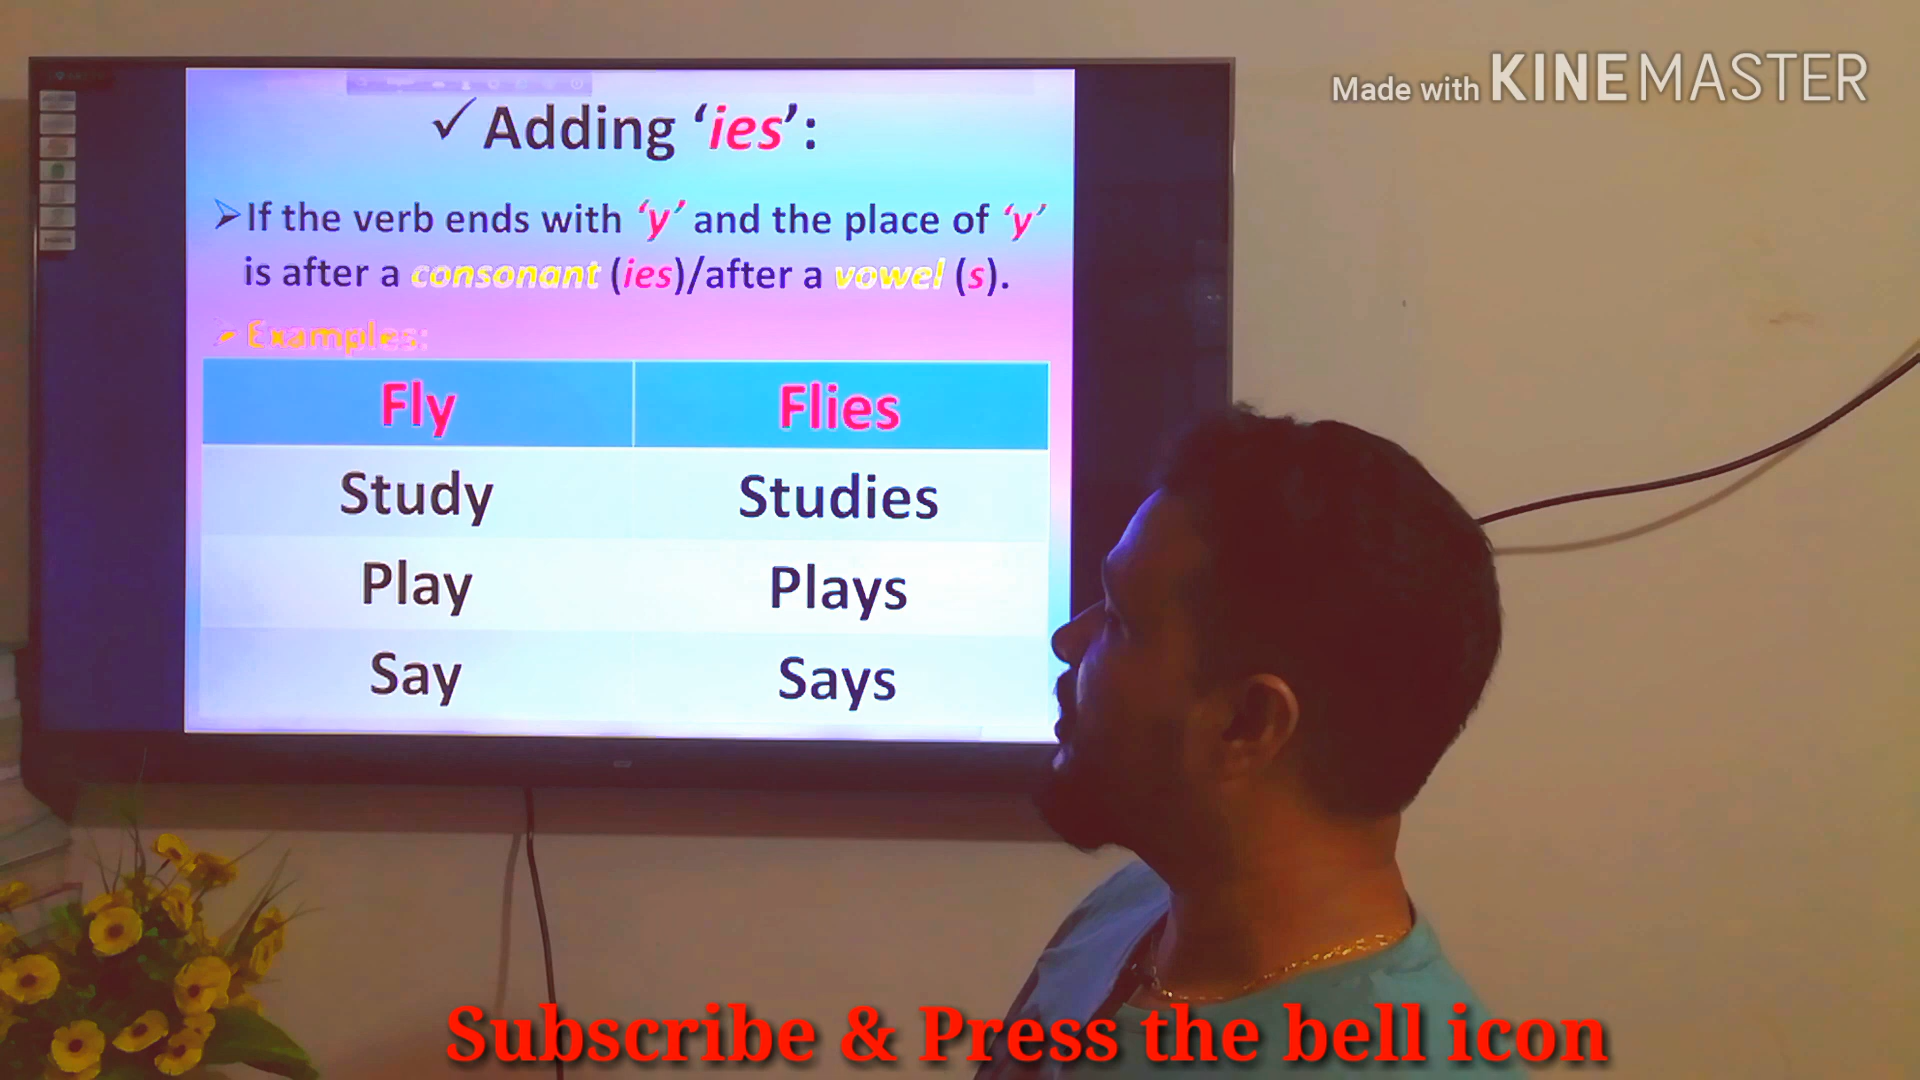 Made with KINEMASTER
✓ Adding ‘ies’:
➢If the verb ends with ‘y’ and the place of ‘y’
is after a consonant (ies)/after a vowel (s).
➢Examples:
Fly Flies
Study Studies
Play Plays
Say Says
Subscribe & Press the bell icon